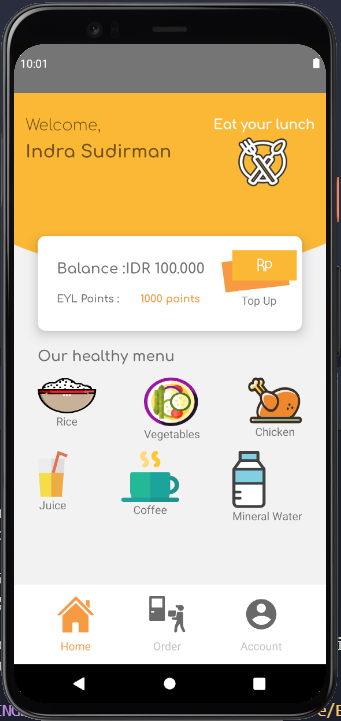 10:01
Welcome,
Eat your lunch
Indra Sudirman
Balance :IDR 100.000
Rp
EYL Points : 1000 points
Top Up
Our healthy menu
Rice
Vegetables
Chicken
Juice
Coffee
Mineral Water
Home
Order
Account